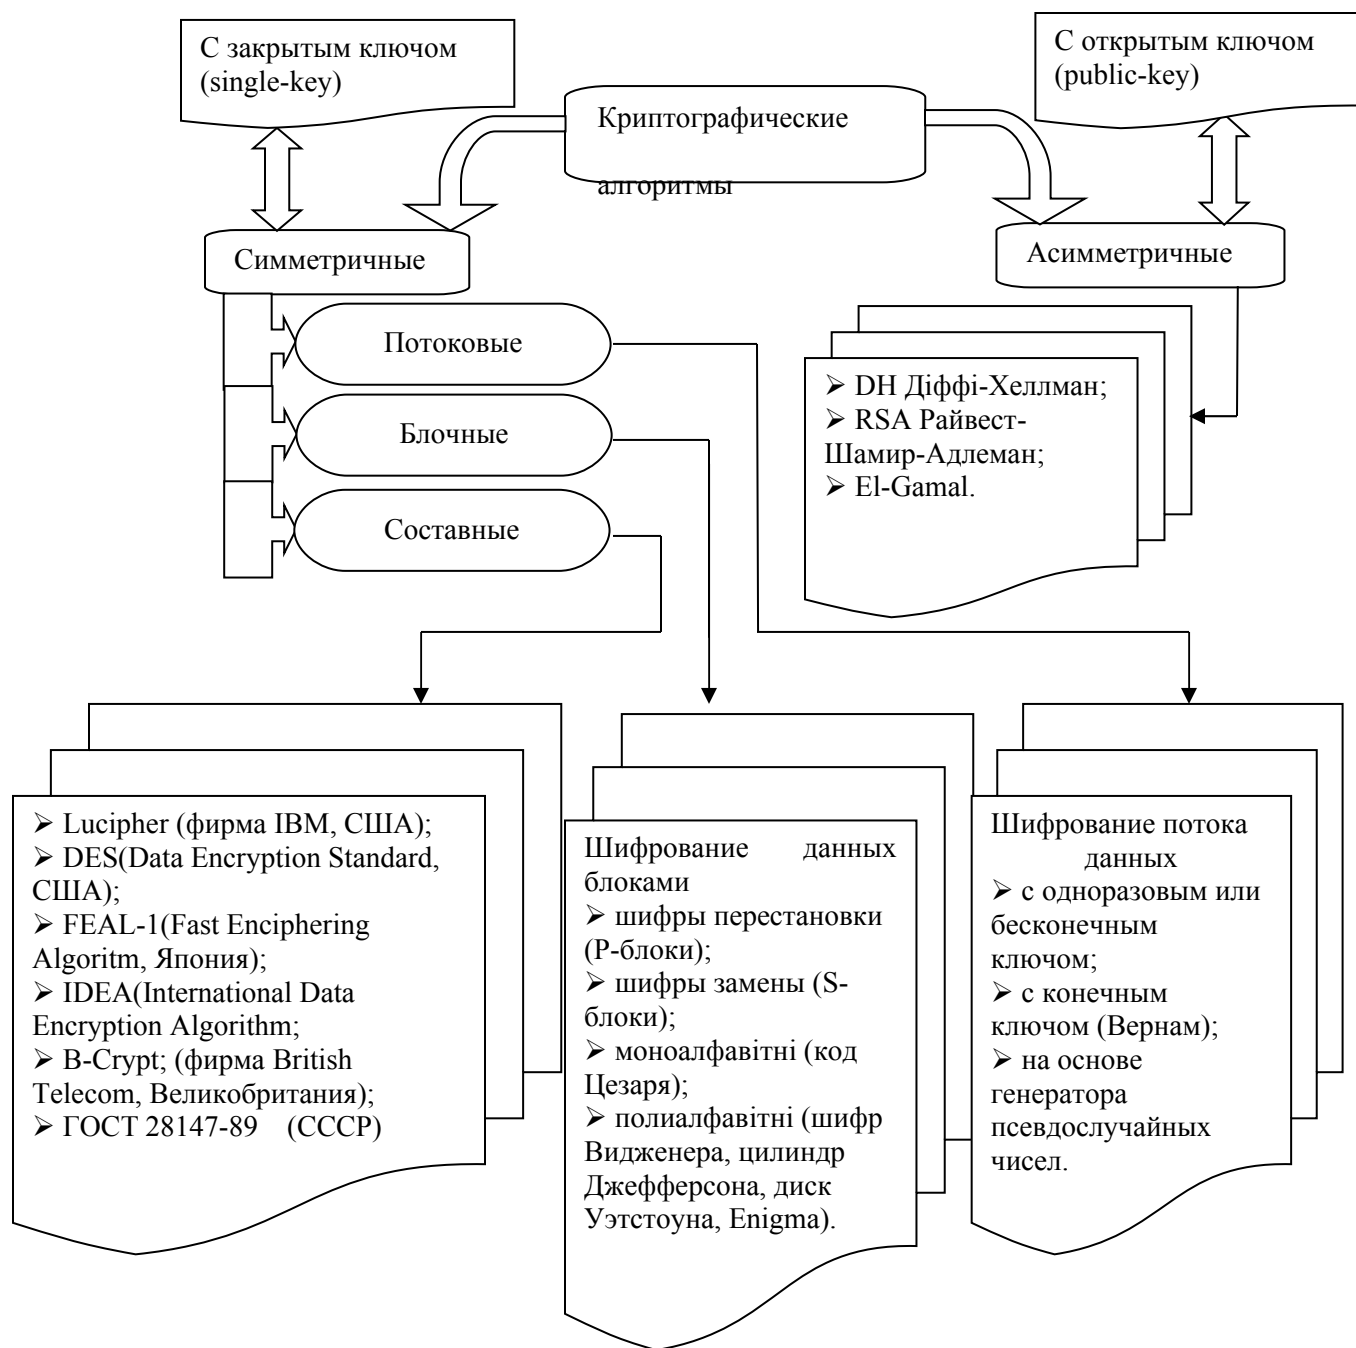 С закрытым ключом
(single-key)
С открытым ключом
(public-key)
Криптографические
алгоритмы
Симметричные
Асимметричные
Потоковые
Блочные
Составные
➢ DH Діффі-Хеллман;
➢ RSA Райвест-
Шамир-Адлеман;
➢ El-Gamal.
➢ Lucipher (фирма IBM, США);
➢ DES(Data Encryption Standard,
США);
➢ FEAL-1(Fast Enciphering
Algoritm, Япония);
➢ IDEA(International Data
Encryption Algorithm;
➢ B-Crypt; (фирма British
Telecom, Великобритания);
➢ ГОСТ 28147-89 (СССР)
Шифрование данных
блоками
➢ шифры перестановки
(P-блоки);
➢ шифры замены (S-
блоки);
➢ моноалфавітні (код
Цезаря);
➢ полиалфавітні (шифр
Видженера, цилиндр
Джефферсона, диск
Уэтстоуна, Enigma).
Шифрование потока
данных
➢ с одноразовым или
бесконечным
ключом;
➢ с конечным
ключом (Вернам);
➢ на основе
генератора
псевдослучайных
чисел.